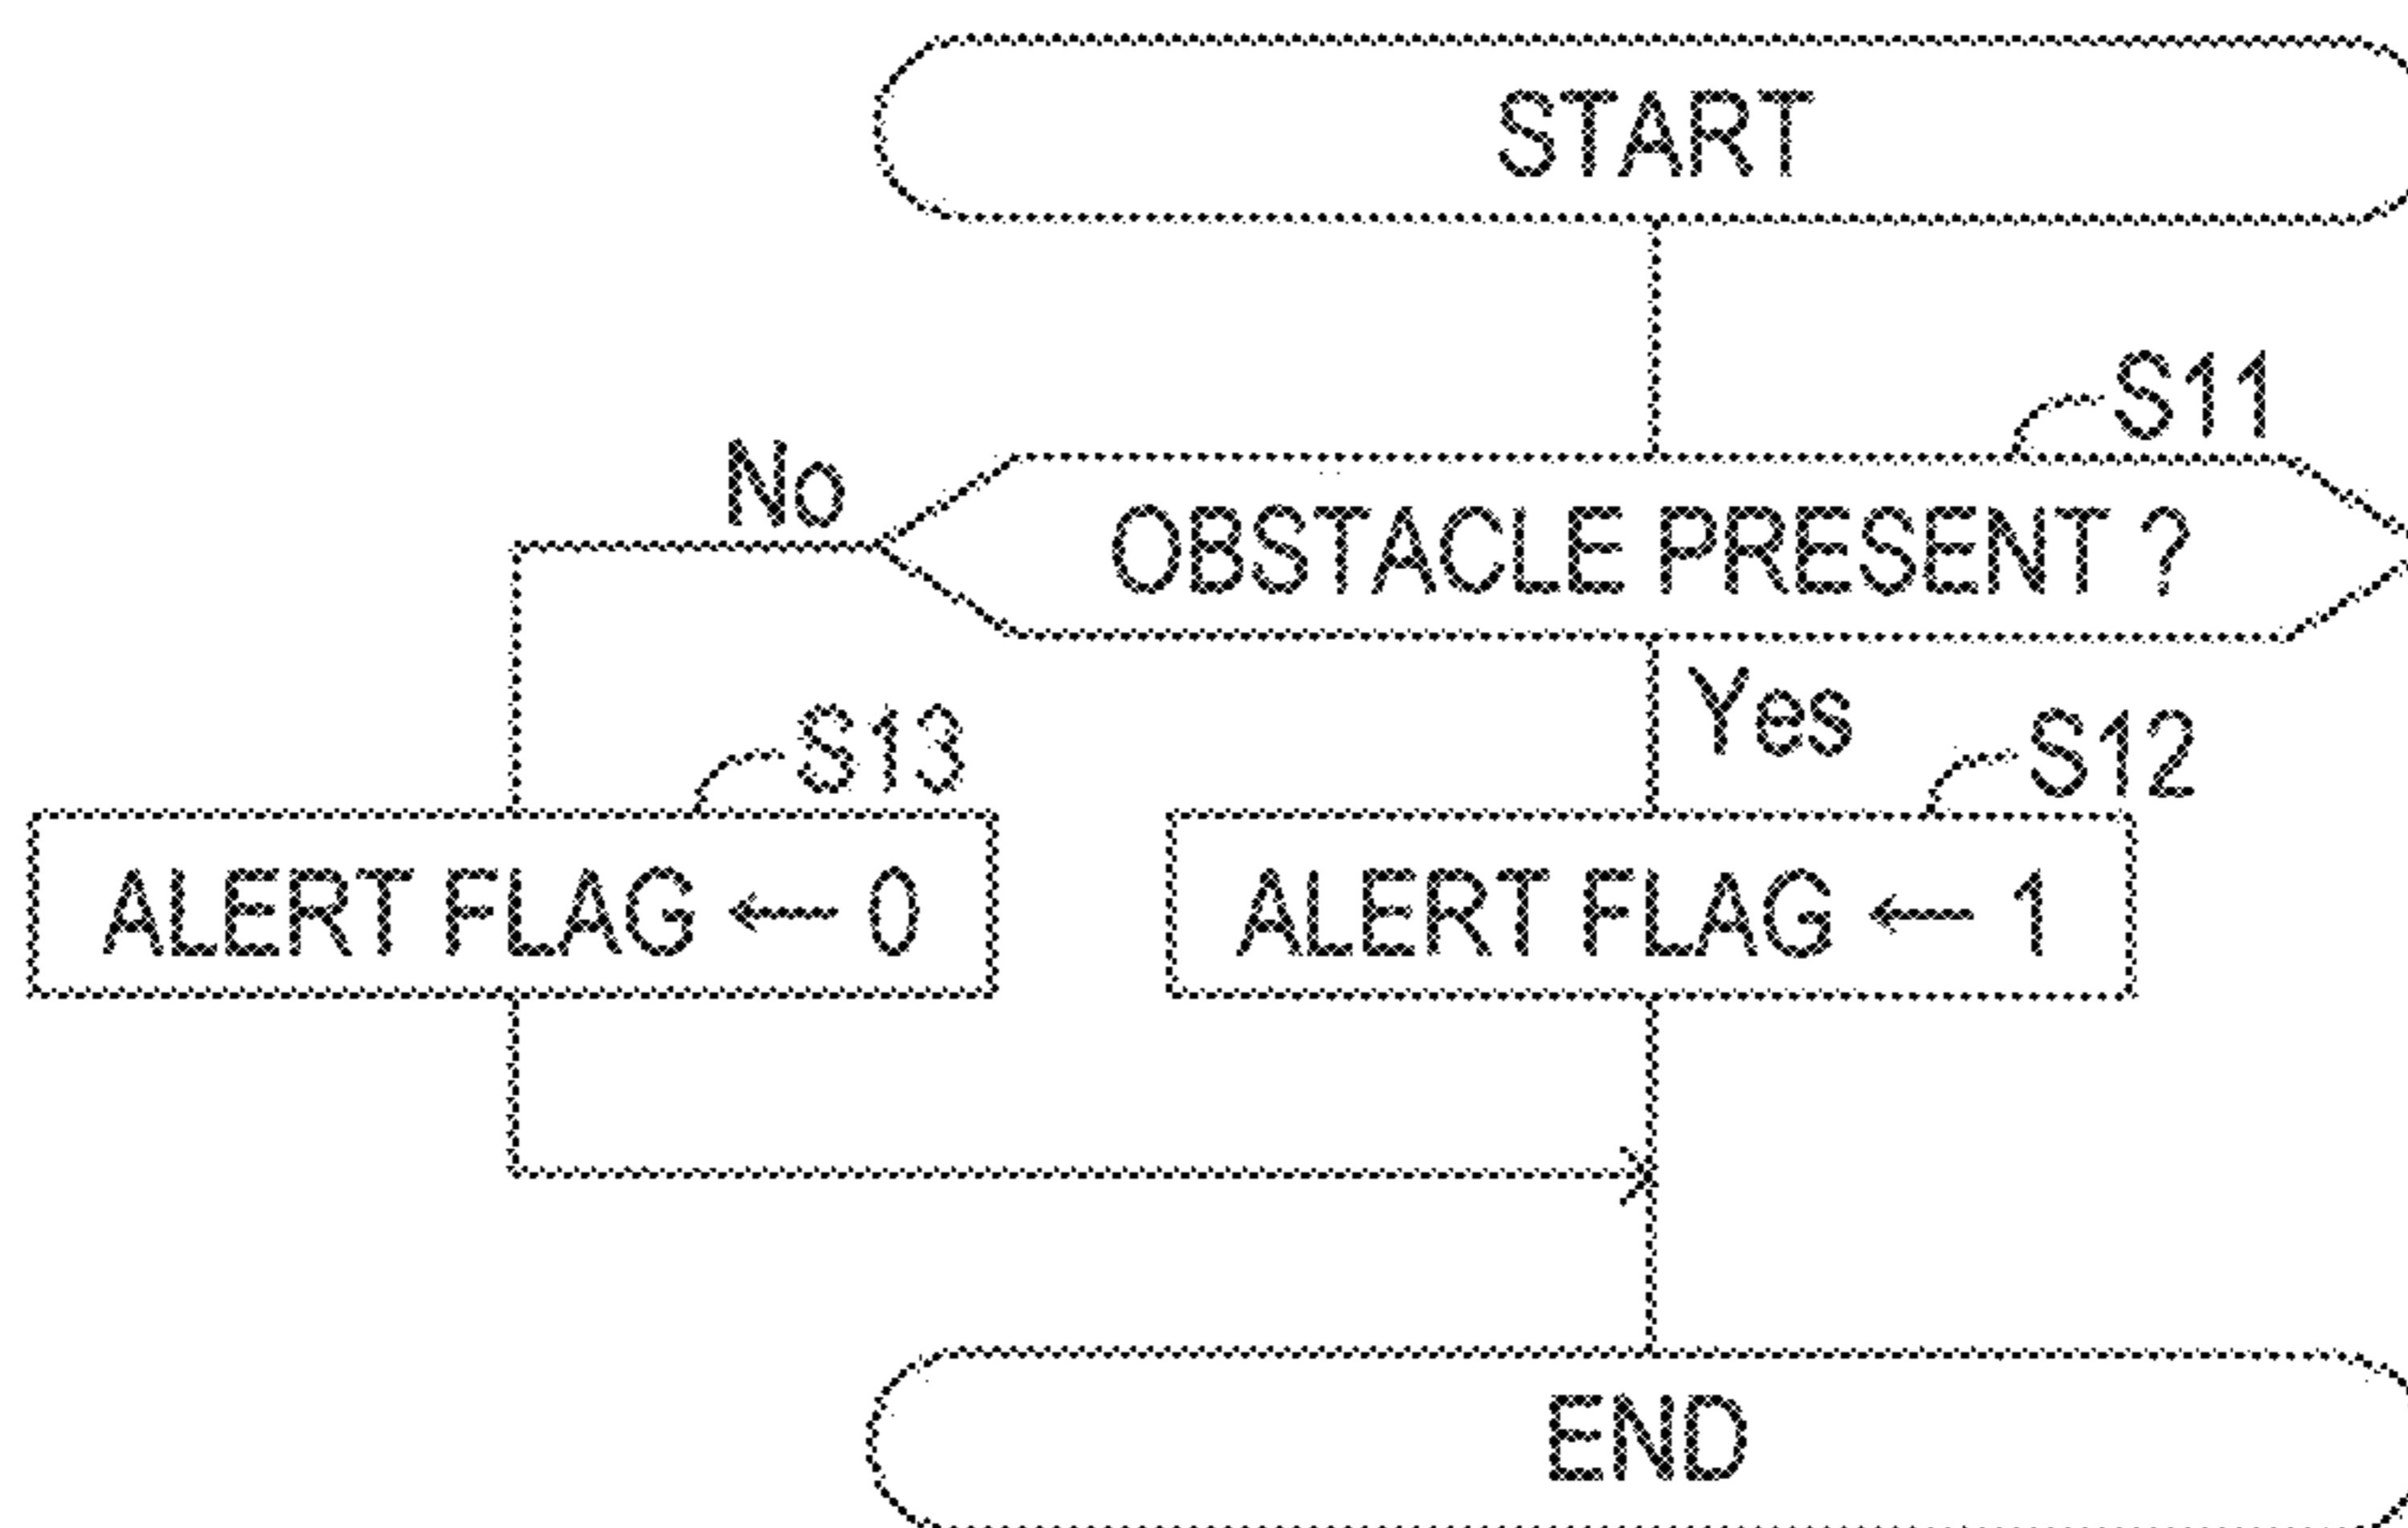 START
S11
No
OBSTACLE PRESENT ?
Yes
S13
S12
ALERT FLAG ← 0
ALERT FLAG ← 1
END